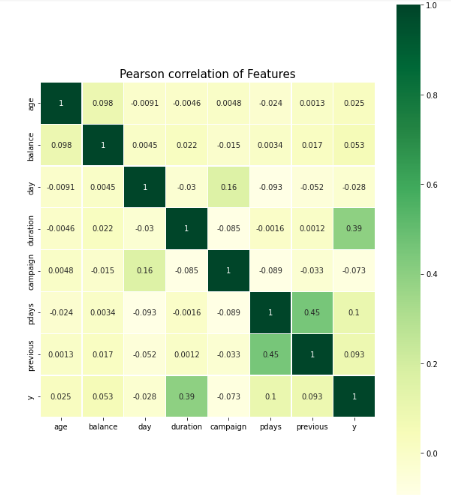 Pearson correlation of Features
age 1 0.098 -0.0091 -0.0046 0.0048 -0.024 0.0013 0.025
balance 0.098 1 0.0045 0.022 -0.015 0.0034 0.017 0.053
day -0.0091 0.0045 1 -0.03 0.16 -0.093 -0.052 -0.028
duration -0.0046 0.022 -0.03 1 -0.085 -0.0016 0.0012 0.39
campaign 0.0048 -0.015 0.16 -0.085 1 -0.089 -0.033 -0.073
pdays -0.024 0.0034 -0.093 -0.0016 -0.089 1 0.45 0.1
previous 0.0013 0.017 -0.052 0.0012 -0.033 0.45 1 0.093
y 0.025 0.053 -0.028 0.39 -0.073 0.1 0.093 1
age balance day duration campaign pdays previous y
1.0
0.8
0.6
0.4
0.2
0.0